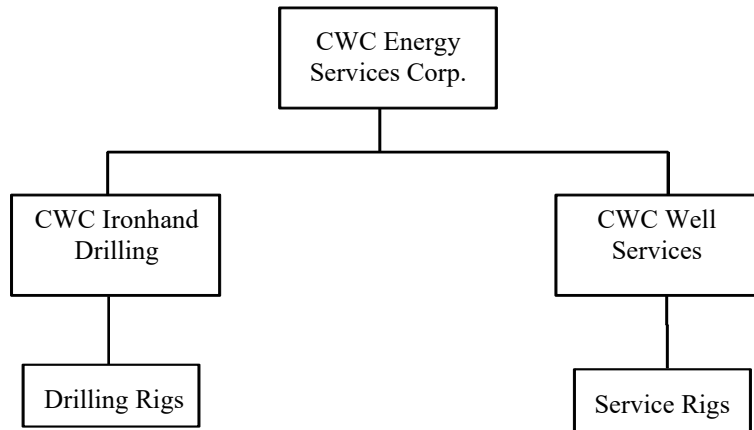 CWC Energy
Services Corp.
CWC Ironhand
Drilling
CWC Well
Services
Drilling Rigs
Service Rigs